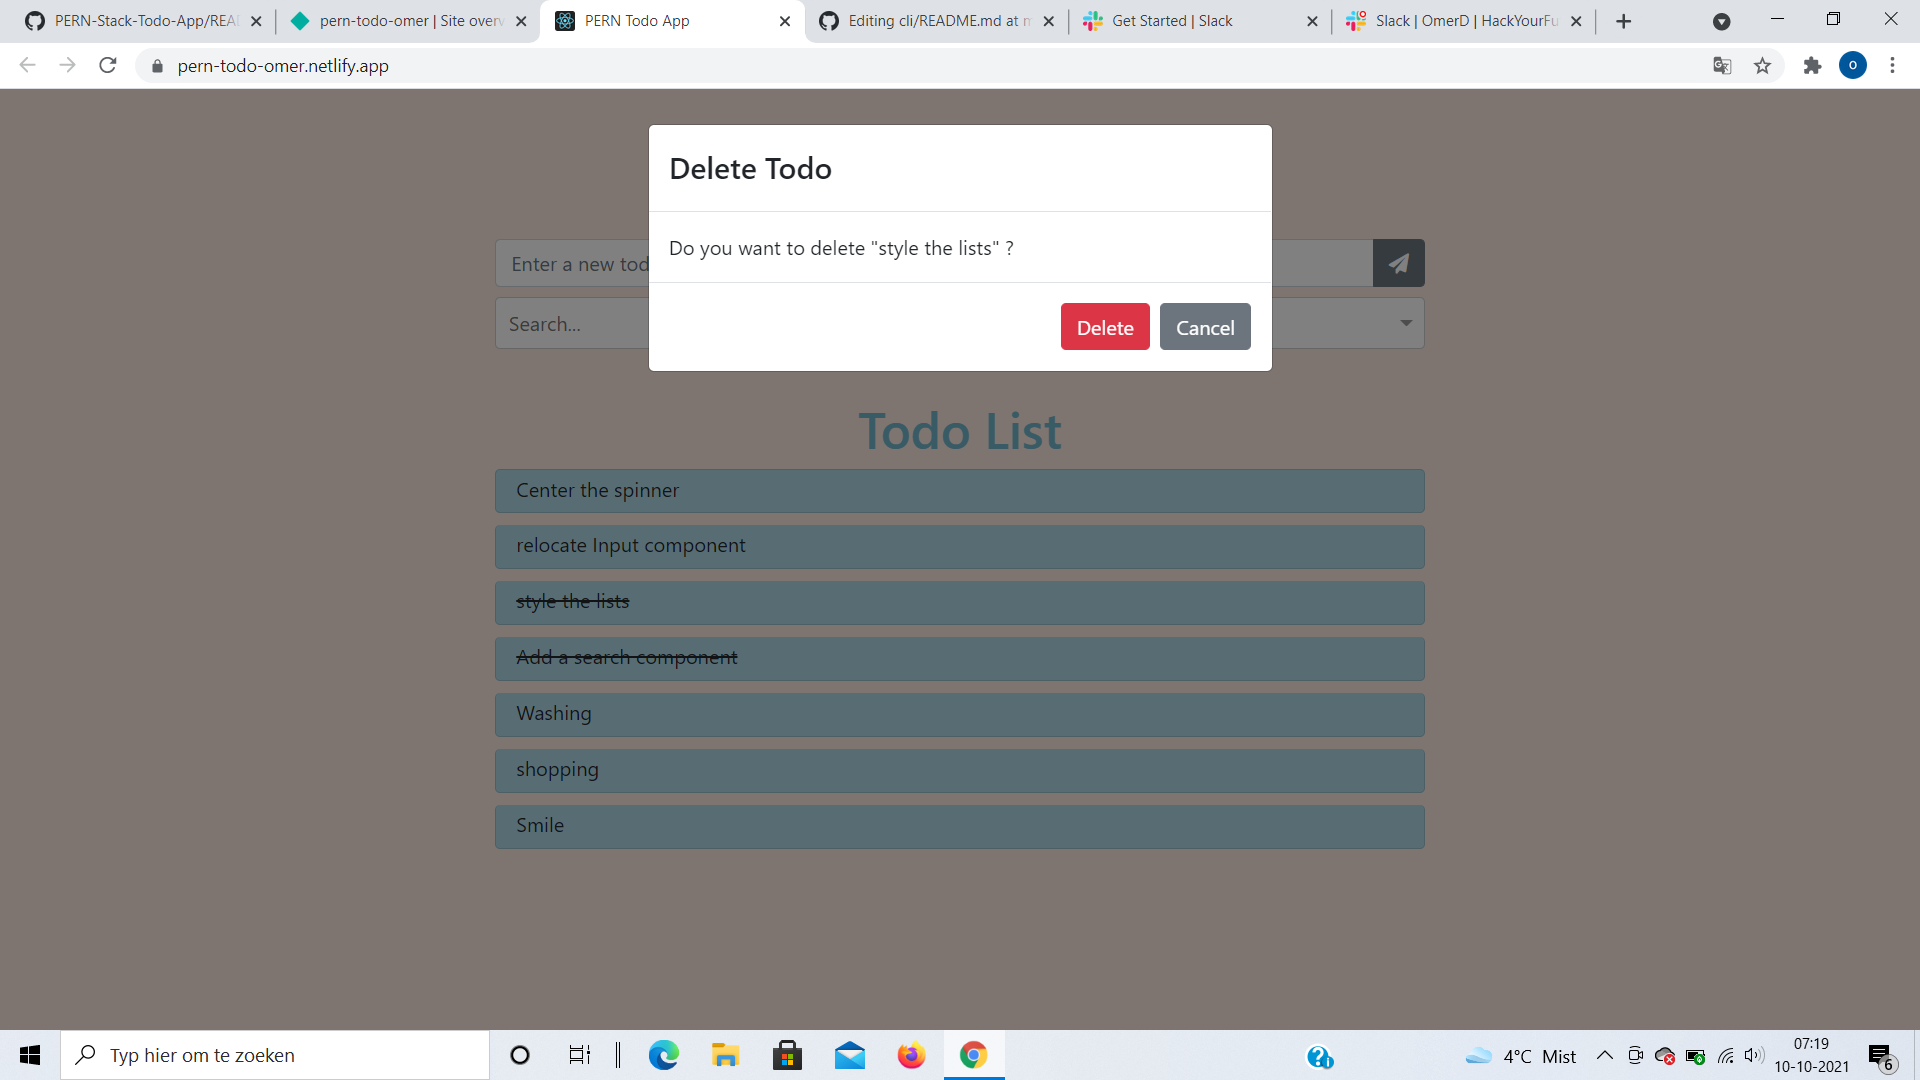 PERN-Stack-Todo-App/REA
pern-todo-omer | Site overv
PERN Todo App
Editing cli/README.md at m
Get Started | Slack
Slack | OmerD | HackYourFu
pern-todo-omer.netlify.app
O
Delete Todo
Do you want to delete "style the lists" ?
Delete
Cancel
Enter a new tod
Search...
Todo List
Center the spinner
relocate Input component
style the lists
Add a search component
Washing
shopping
Smile
Typ hier om te zoeken
4°C Mist
07:19
10-10-2021
6